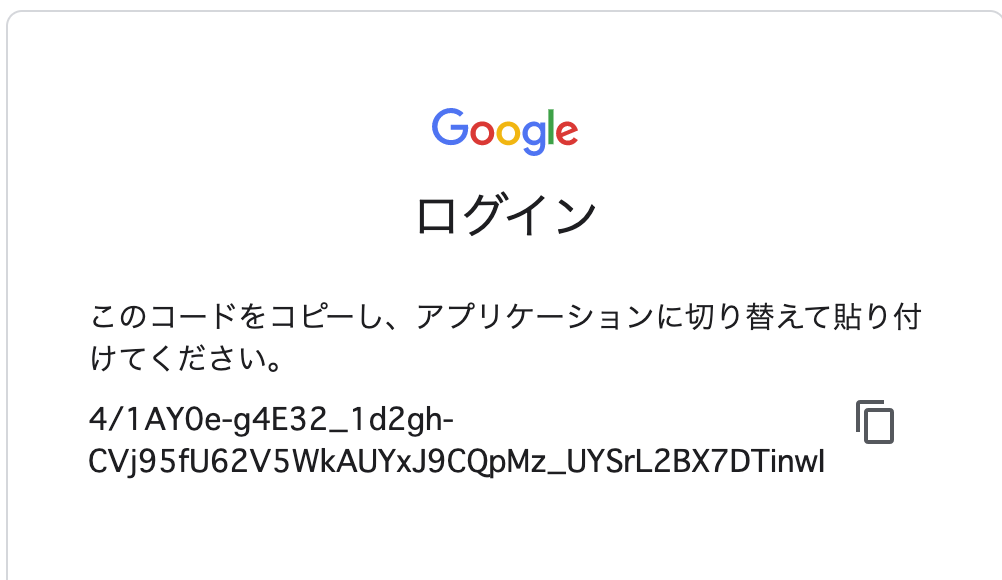 Google
ログイン
このコードをコピーし、アプリケーションに切り替えて貼り付
けてください。
4/1AY0e-g4E32_1d2gh-
CVj95fU62V5WkAUYxJ9CQpMz_UYSrL2BX7DTinwI